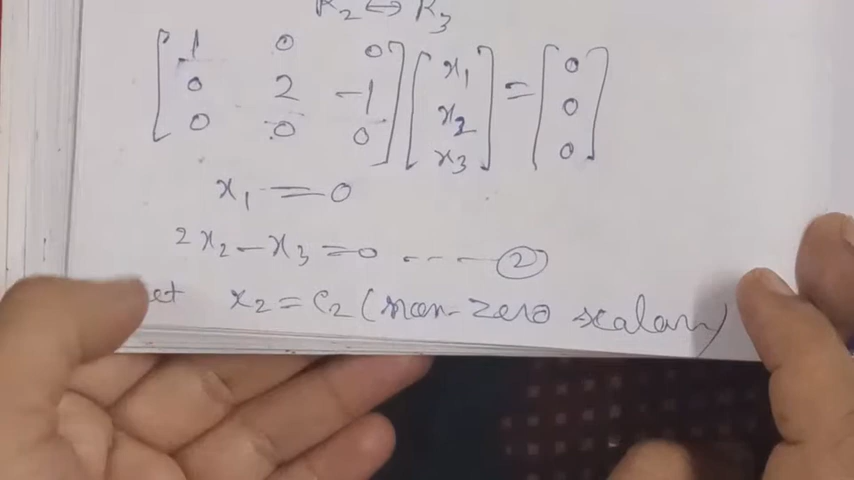 R2 ↔ R3
[1 0 0] [x1] = [0]
[0 2 -1] [x2] [0]
[0 0 0] [x3] [0]
x1 = 0
2x2 - x3 = 0 ---- ②
x2 = C2 (non-zero scalar)